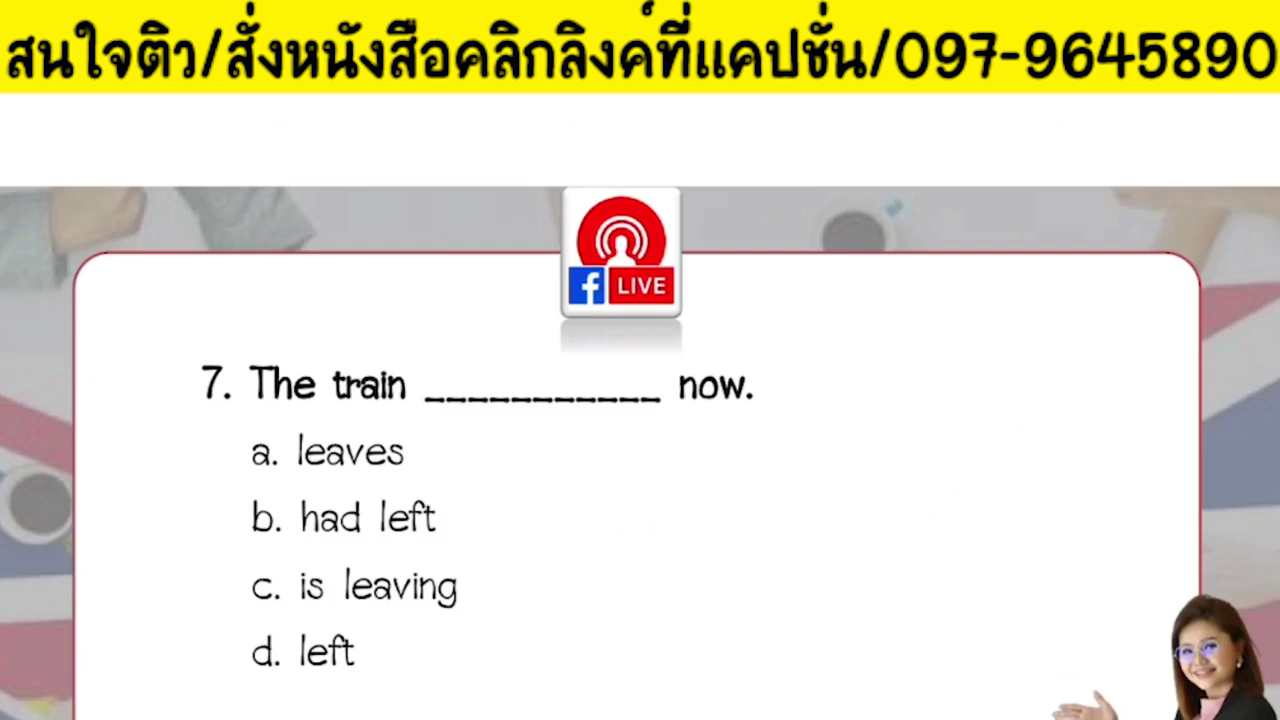 สนใจติว/สั่งหนังสือคลิกลิงค์ที่แคปชั่น/097-9645890
f LIVE
7. The train ___________ now.
a. leaves
b. had left
c. is leaving
d. left